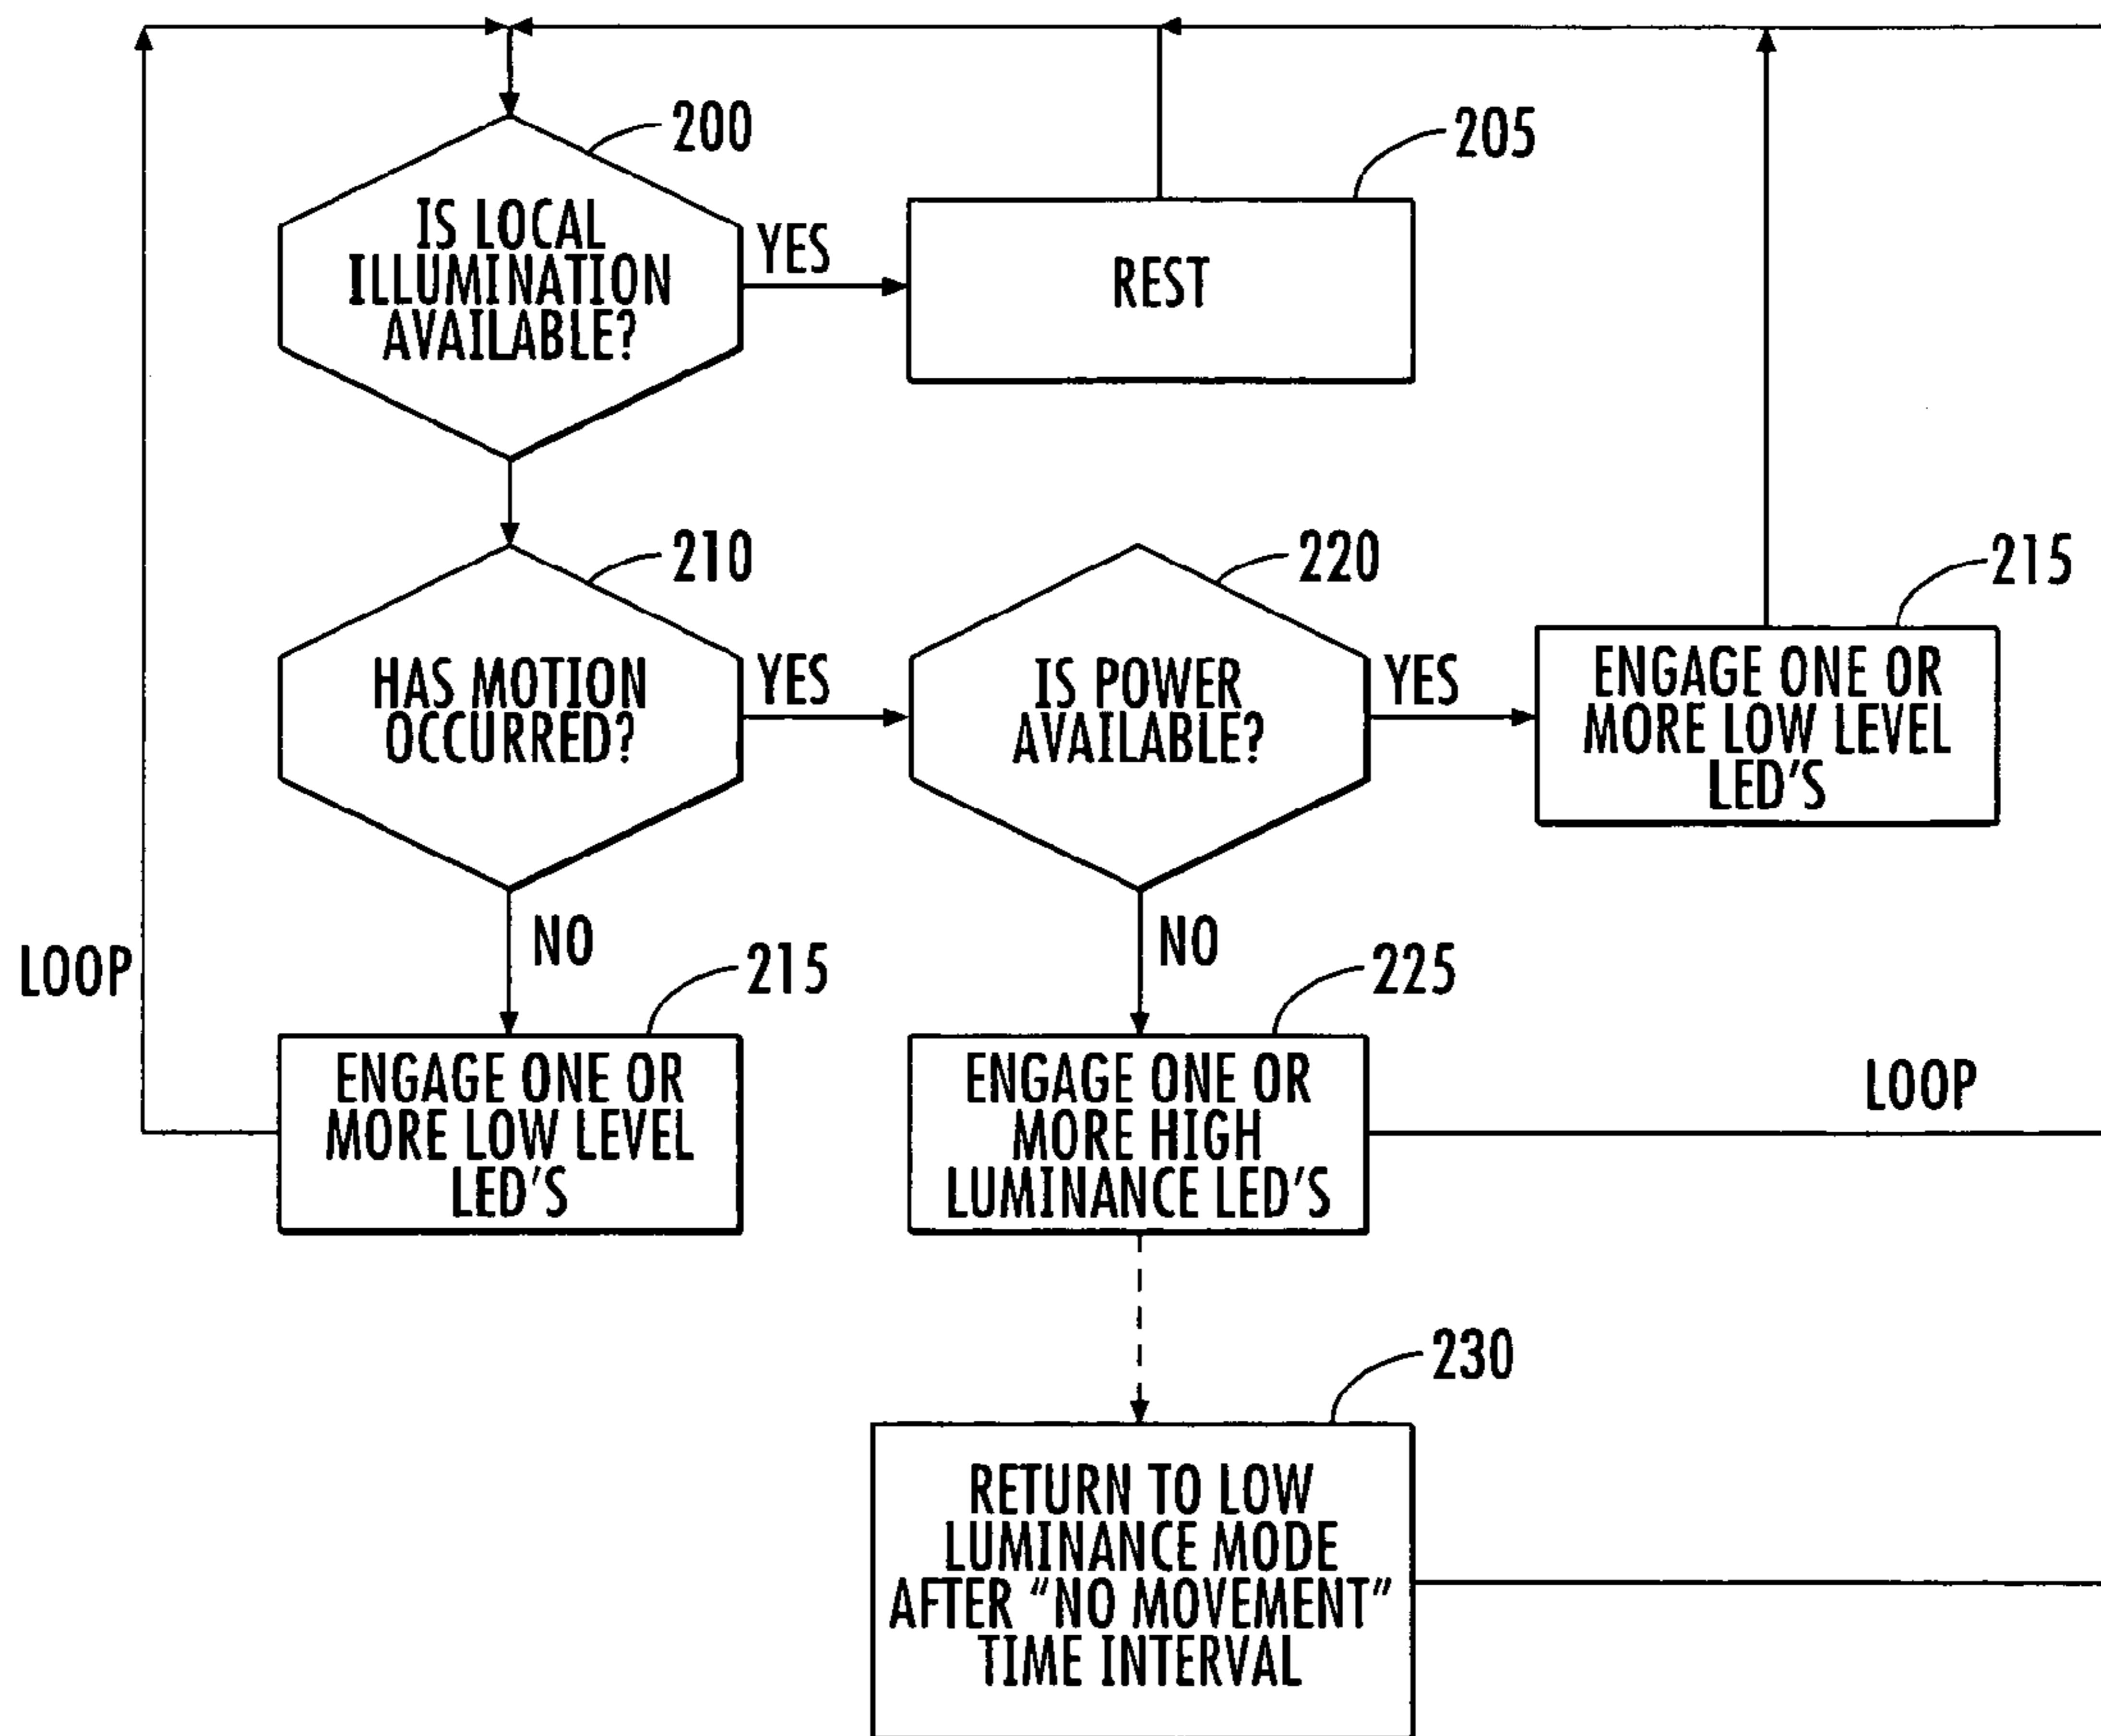 200
IS LOCAL
ILLUMINATION
AVAILABLE?
YES
205
REST
210
HAS MOTION
OCCURRED?
YES
220
IS POWER
AVAILABLE?
YES
215
ENGAGE ONE OR
MORE LOW LEVEL
LED'S
NO
NO
LOOP
215
ENGAGE ONE OR
MORE LOW LEVEL
LED'S
225
ENGAGE ONE OR
MORE HIGH
LUMINANCE LED'S
LOOP
230
RETURN TO LOW
LUMINANCE MODE
AFTER "NO MOVEMENT"
TIME INTERVAL